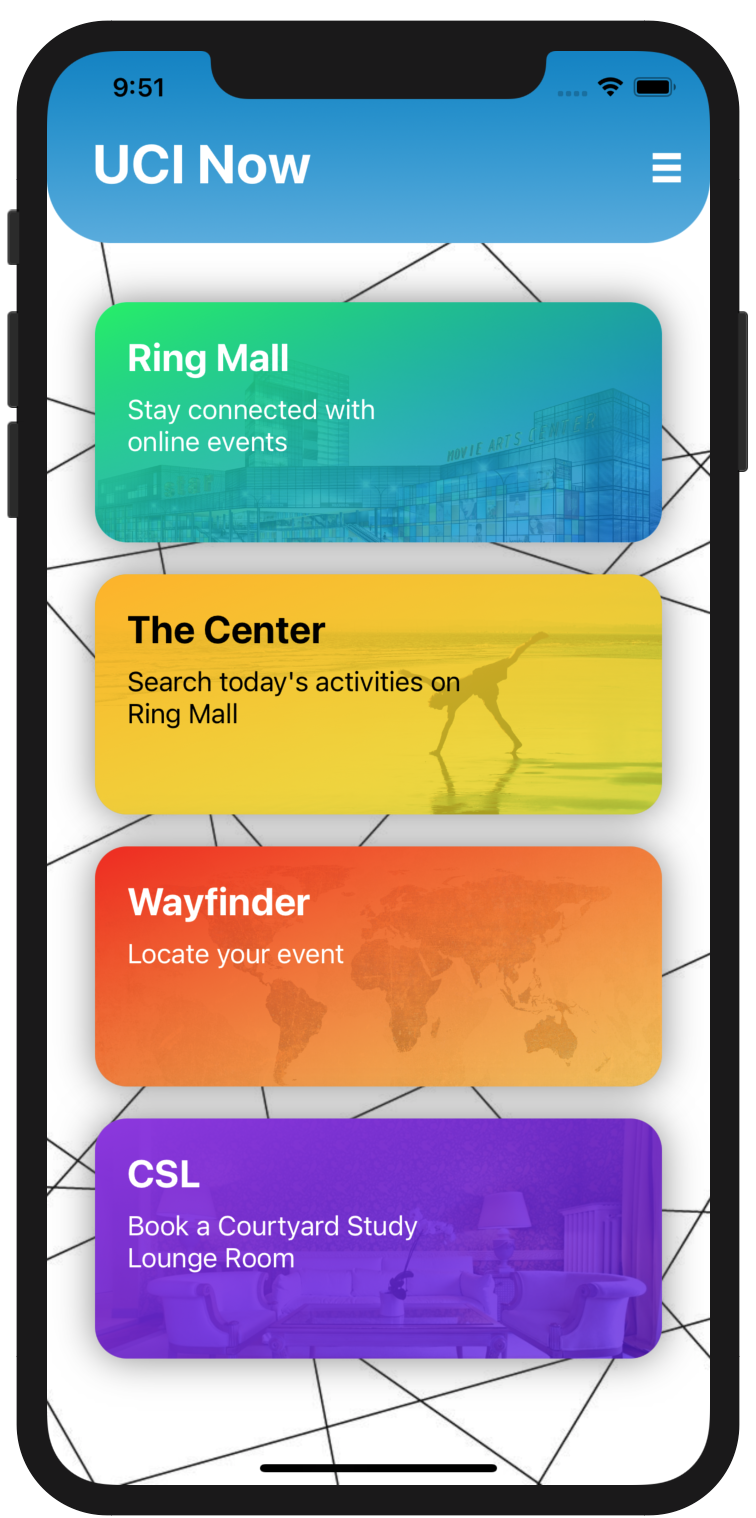 9:51
UCI Now
Ring Mall
Stay connected with
online events
MOVIE ARTS CENTER
The Center
Search today's activities on
Ring Mall
Wayfinder
Locate your event
CSL
Book a Courtyard Study
Lounge Room